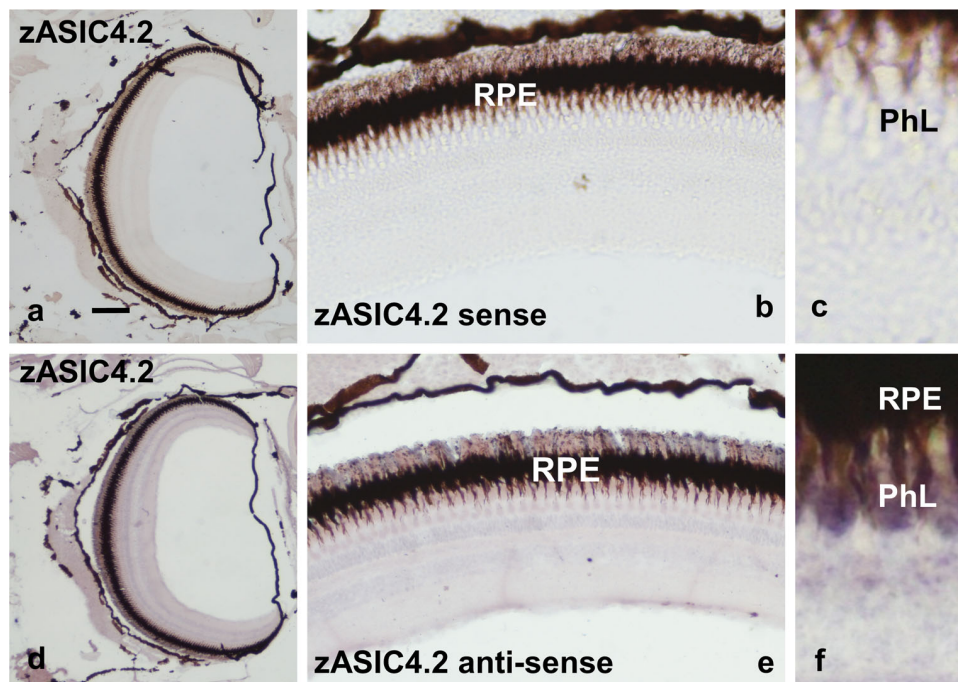 zASIC4.2
a
RPE
zASIC4.2 sense
b
PhL
c
zASIC4.2
d
RPE
zASIC4.2 anti-sense
e
RPE
PhL
f